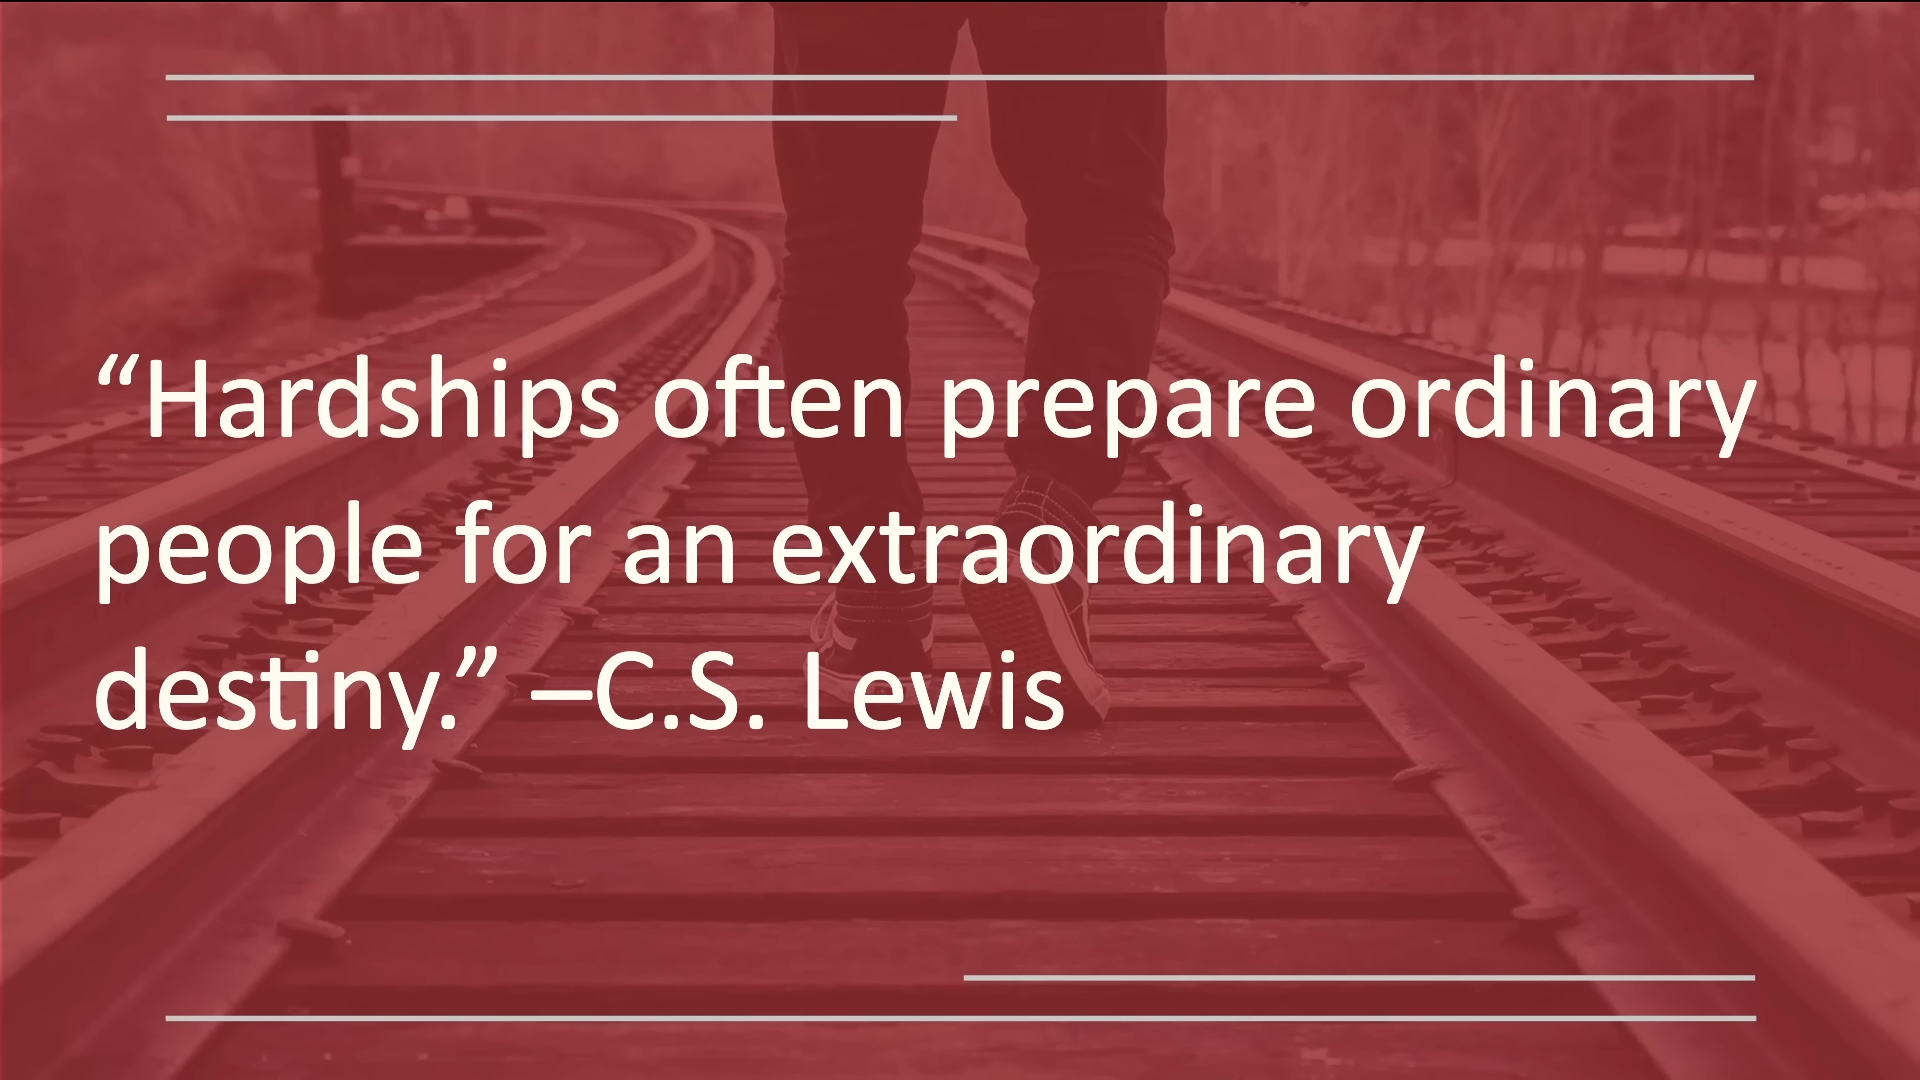 “Hardships often prepare ordinary
people for an extraordinary
destiny.” –C.S. Lewis